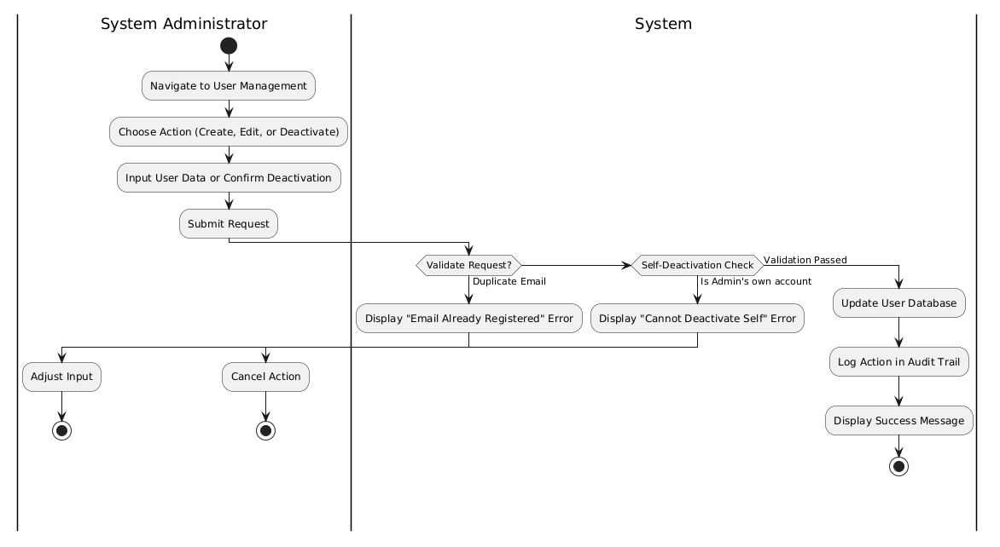 System Administrator
System
Navigate to User Management
Choose Action (Create, Edit, or Deactivate)
Input User Data or Confirm Deactivation
Submit Request
Validate Request?
Self-Deactivation Check
Validation Passed
Duplicate Email
Is Admin's own account
Update User Database
Display "Email Already Registered" Error
Display "Cannot Deactivate Self" Error
Log Action in Audit Trail
Adjust Input
Cancel Action
Display Success Message